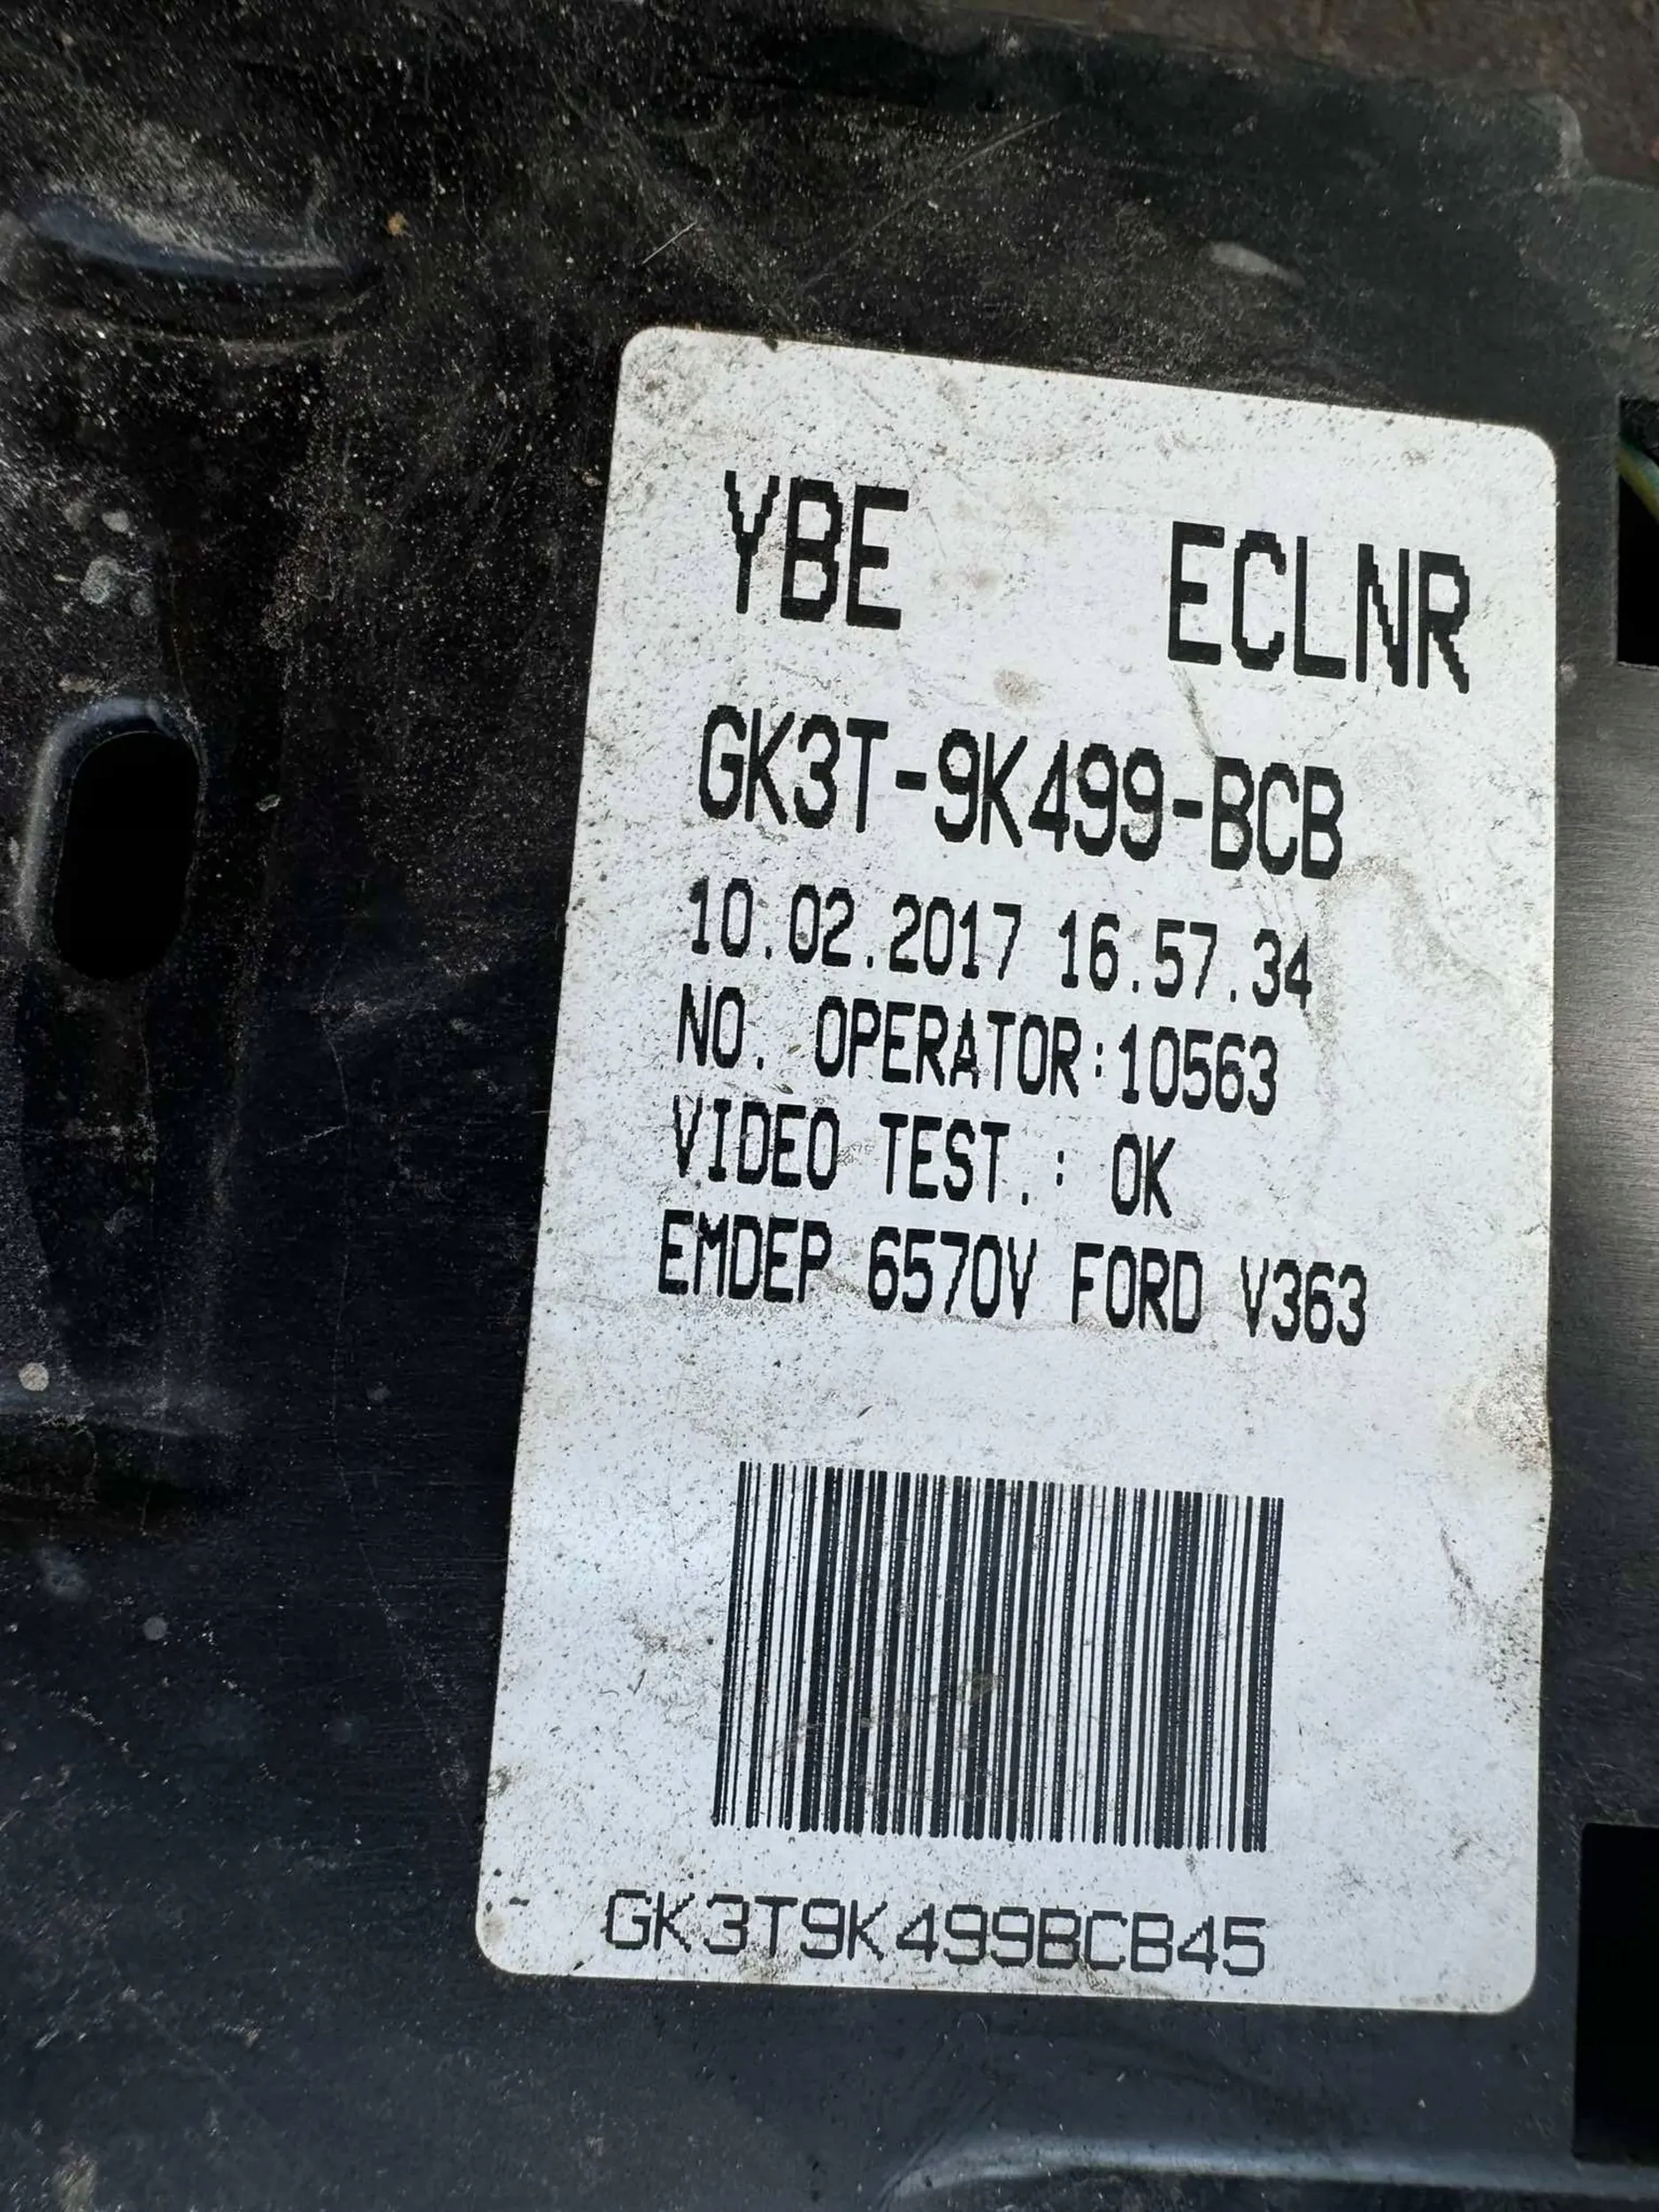 YBE ECLNR
GK3T-9K499-BCB
10.02.2017 16.57.34
NO. OPERATOR:10563
VIDEO TEST.: OK
EMDEP 6570V FORD V363
GK3T9K499BCB45